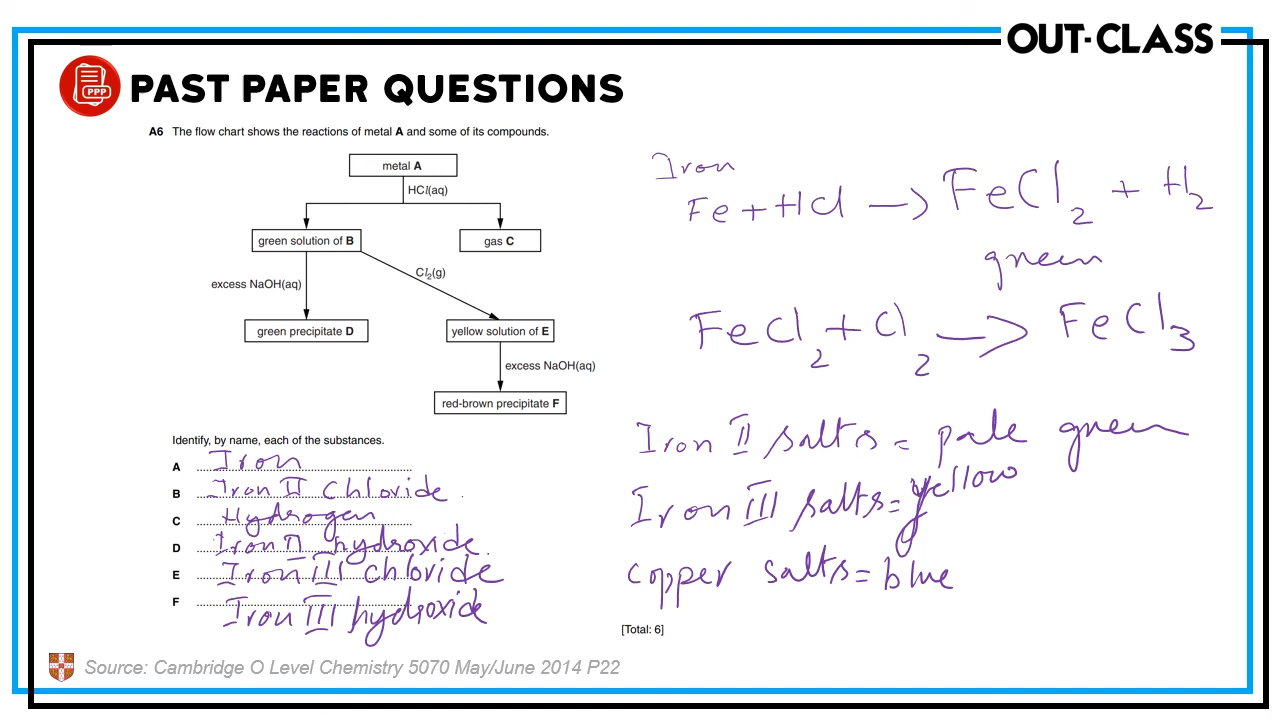 OUT-CLASS
PPP
PAST PAPER QUESTIONS
A6 The flow chart shows the reactions of metal A and some of its compounds.
metal A
HCl(aq)
green solution of B
gas C
Cl2(g)
excess NaOH(aq)
green precipitate D
yellow solution of E
excess NaOH(aq)
red-brown precipitate F
Identify, by name, each of the substances.
A Iron
B Iron II Chloride
C Hydrogen
D Iron II hydroxide
E Iron III chloride
F Iron III hydroxide
[Total: 6]
Iron
Fe + HCl → FeCl2 + H2
green
FeCl2 + Cl2 → FeCl3
Iron II salts = pale green
Iron III salts = yellow
copper salts = blue
Source: Cambridge O Level Chemistry 5070 May/June 2014 P22